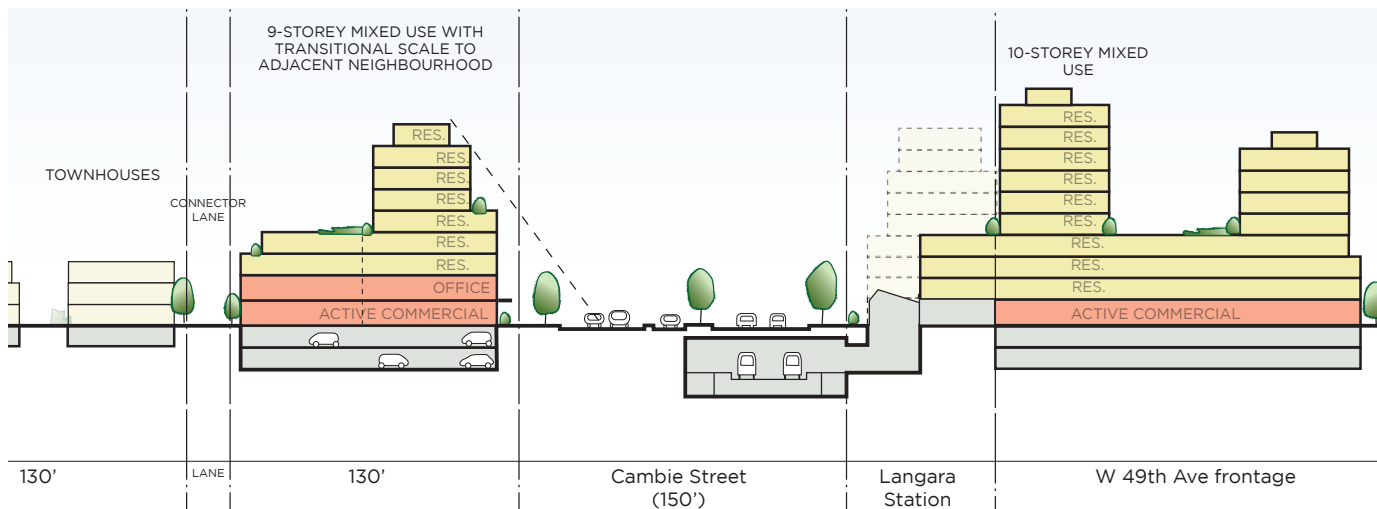 9-STOREY MIXED USE WITH
TRANSITIONAL SCALE TO
ADJACENT NEIGHBOURHOOD
10-STOREY MIXED
USE
TOWNHOUSES
CONNECTOR
LANE
RES.
RES.
RES.
RES.
RES.
RES.
RES.
OFFICE
ACTIVE COMMERCIAL
RES.
RES.
RES.
RES.
RES.
RES.
RES.
RES.
RES.
ACTIVE COMMERCIAL
130'
LANE
130'
Cambie Street
(150')
Langara
Station
W 49th Ave frontage